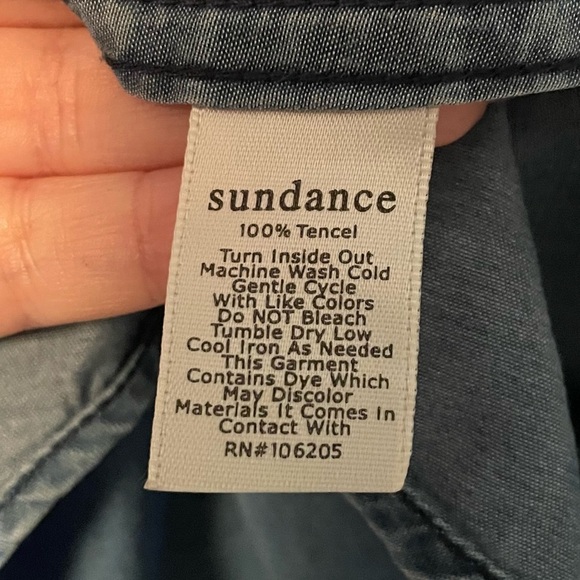 sundance
100% Tencel
Turn Inside Out
Machine Wash Cold
Gentle Cycle
With Like Colors
Do NOT Bleach
Tumble Dry Low
Cool Iron As Needed
This Garment
Contains Dye Which
May Discolor
Materials It Comes In
Contact With
RN#106205